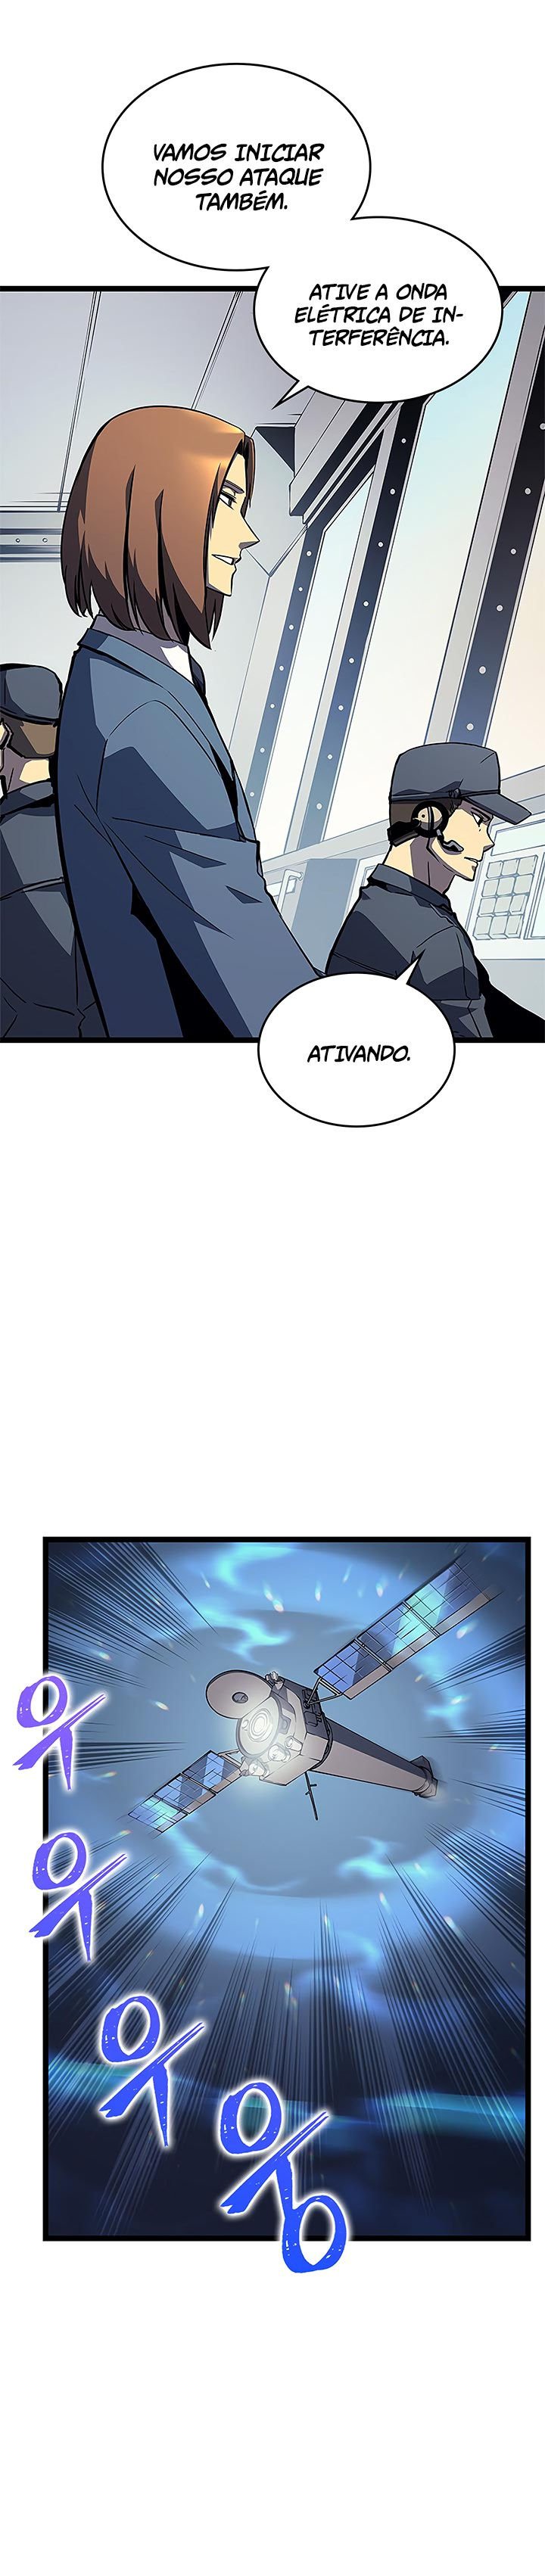 VAMOS INICIAR
NOSSO ATAQUE
TAMBÉM.
ATIVE A ONDA
ELÉTRICA DE IN-
TERFERÊNCIA.
ATIVANDO.
우
우
우
웅